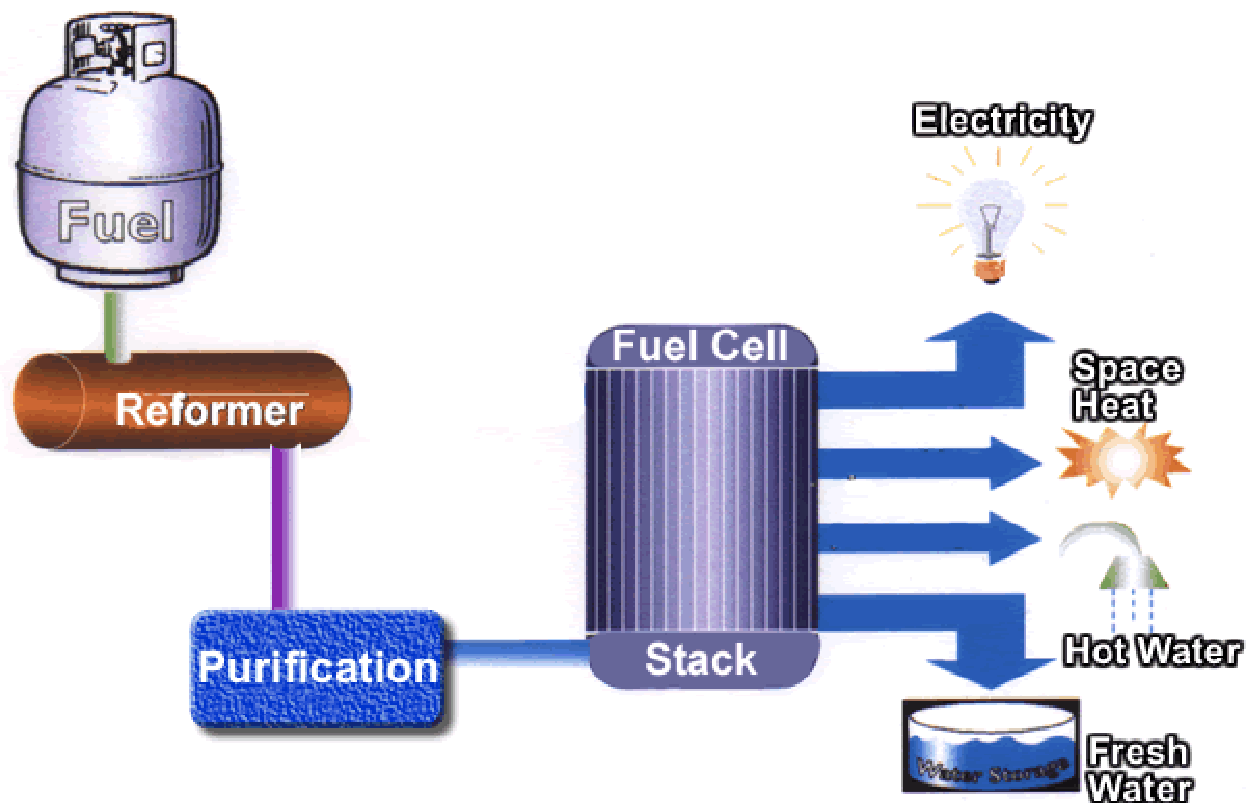 Fuel
Reformer
Purification
Fuel Cell
Stack
Electricity
Space
Heat
Hot Water
Water Storage
Fresh
Water